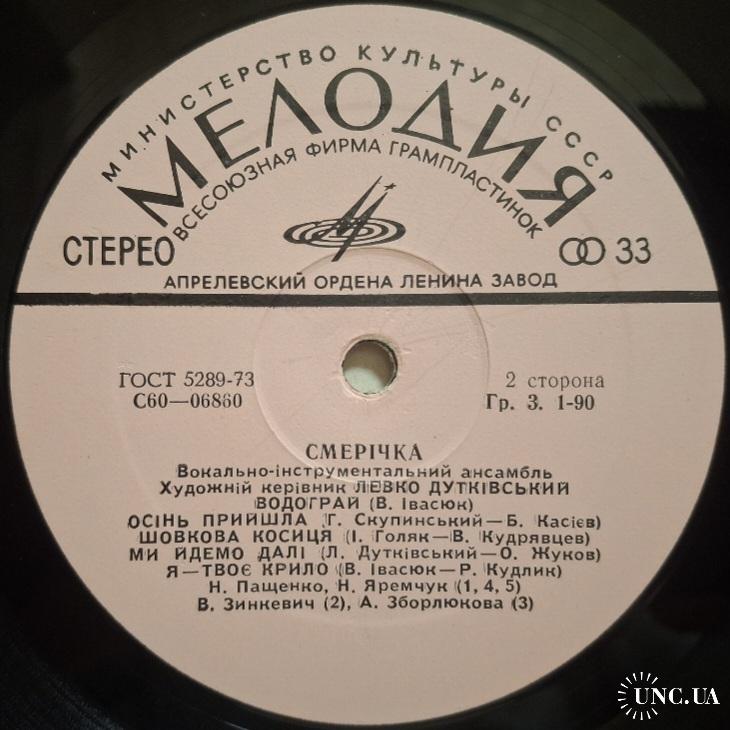 МИНИСТЕРСТВО КУЛЬТУРЫ СССР
МЕЛОДИЯ
ВСЕСОЮЗНАЯ ФИРМА ГРАМПЛАСТИНОК
СТЕРЕО 33
АПРЕЛЕВСКИЙ ОРДЕНА ЛЕНИНА ЗАВОД
ГОСТ 5289-73 2 сторона
С60—06860 Гр. 3. 1-90
СМЕРІЧКА
Вокально-інструментальний ансамбль
Художній керівник ЛЕВКО ДУТКІВСЬКИЙ
ВОДОГРАЙ (В. Івасюк)
ОСІНЬ ПРИЙШЛА (Г. Скупинський—Б. Касієв)
ШОВКОВА КОСИЦЯ (І. Голяк—В. Кудрявцев)
МИ ЙДЕМО ДАЛІ (Л. Дутківський—О. Жуков)
Я—ТВОЄ КРИЛО (В. Івасюк—Р. Кудлик)
Н. Пащенко, Н. Яремчук (1, 4, 5)
В. Зинкевич (2), А. Зборлюкова (3)
UNC.UA